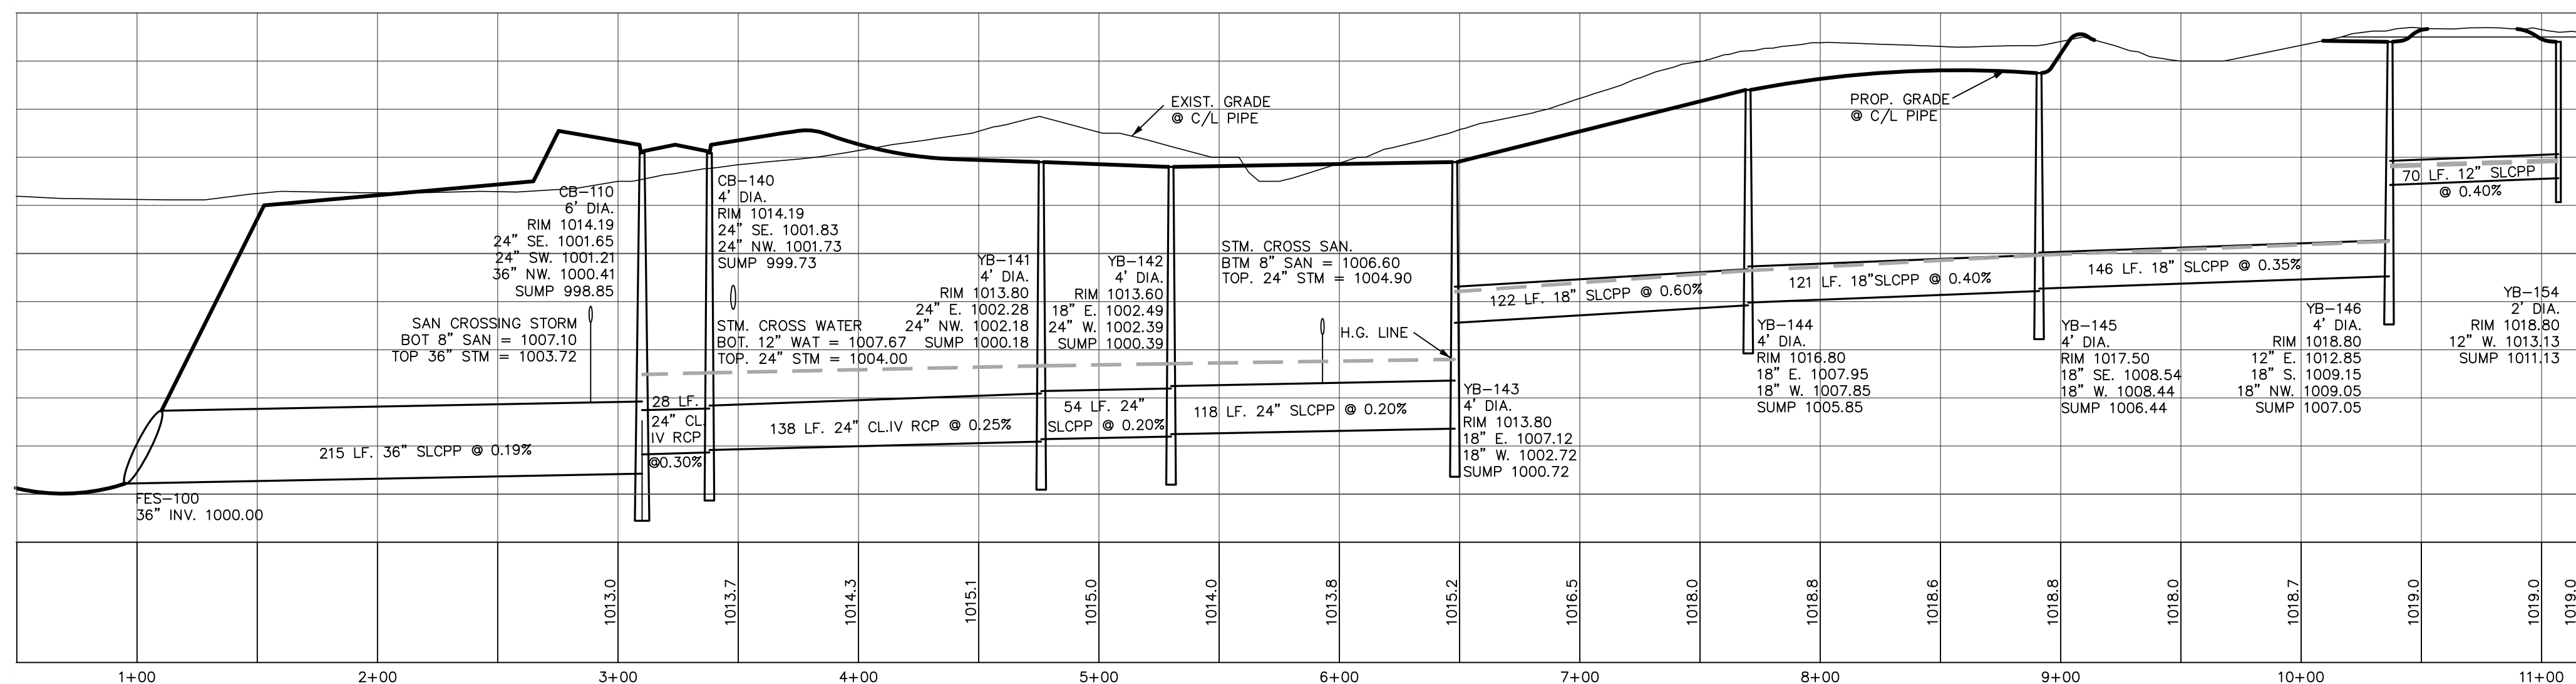 EXIST. GRADE
@ C/L PIPE
PROP. GRADE
@ C/L PIPE
CB-110
6' DIA.
RIM 1014.19
24" SE. 1001.65
24" SW. 1001.21
36" NW. 1000.41
SUMP 998.85
SAN CROSSING STORM
BOT 8" SAN = 1007.10
TOP 36" STM = 1003.72
CB-140
4' DIA.
RIM 1014.19
24" SE. 1001.83
24" NW. 1001.73
SUMP 999.73
STM. CROSS WATER
BOT. 12" WAT = 1007.67
TOP. 24" STM = 1004.00
YB-141
4' DIA.
RIM 1013.80
24" E. 1002.28
24" NW. 1002.18
SUMP 1000.18
YB-142
4' DIA.
RIM 1013.60
18" E. 1002.49
24" W. 1002.39
SUMP 1000.39
STM. CROSS SAN.
BTM 8" SAN = 1006.60
TOP. 24" STM = 1004.90
H.G. LINE
YB-143
4' DIA.
RIM 1013.80
18" E. 1007.12
18" W. 1002.72
SUMP 1000.72
YB-144
4' DIA.
RIM 1016.80
18" E. 1007.95
18" W. 1007.85
SUMP 1005.85
YB-145
4' DIA.
RIM 1017.50
18" SE. 1008.54
18" W. 1008.44
SUMP 1006.44
YB-146
4' DIA.
RIM 1018.80
12" E. 1012.85
18" S. 1009.15
18" NW. 1009.05
SUMP 1007.05
YB-154
2' DIA.
RIM 1018.80
12" W. 1013.13
SUMP 1011.13
FES-100
36" INV. 1000.00
215 LF. 36" SLCPP @ 0.19%
28 LF.
24" CL.
IV RCP
@0.30%
138 LF. 24" CL.IV RCP @ 0.25%
54 LF. 24"
SLCPP @ 0.20%
118 LF. 24" SLCPP @ 0.20%
122 LF. 18" SLCPP @ 0.60%
121 LF. 18"SLCPP @ 0.40%
146 LF. 18" SLCPP @ 0.35%
70 LF. 12" SLCPP
@ 0.40%
1013.0
1013.7
1014.3
1015.1
1015.0
1014.0
1013.8
1015.2
1016.5
1018.0
1018.8
1018.6
1018.8
1018.0
1018.7
1019.0
1019.0
1019.0
1+00
2+00
3+00
4+00
5+00
6+00
7+00
8+00
9+00
10+00
11+00